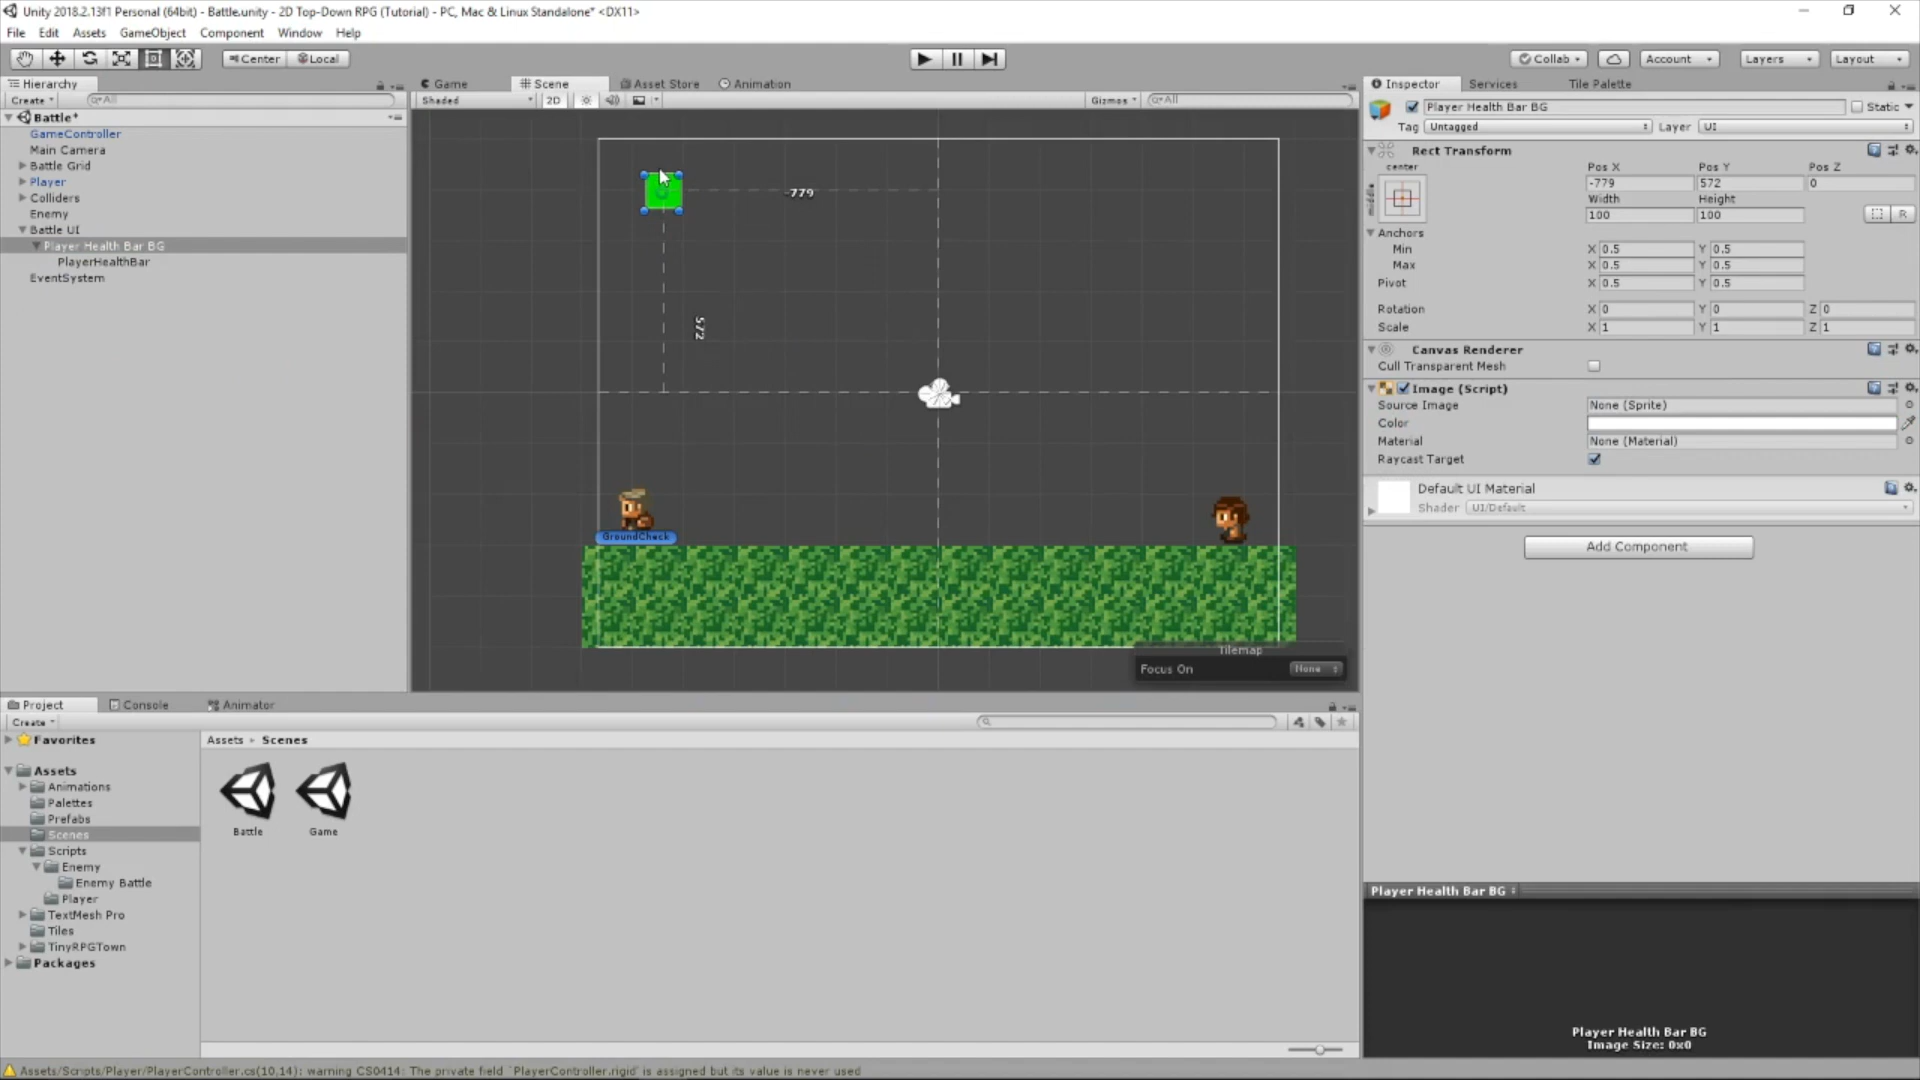 Unity 2018.2.13f1 Personal (64bit) - Battle.unity - 2D Top-Down RPG (Tutorial) - PC, Mac & Linux Standalone* <DX11>
File Edit Assets GameObject Component Window Help
Center Local Collab Account Layers Layout
Hierarchy
Create All
Battle*
GameController
Main Camera
Battle Grid
Player
Colliders
Enemy
Battle UI
Player Health Bar BG
PlayerHealthBar
EventSystem
Game Scene Asset Store Animation
Shaded 2D Gizmos All
-779
572
GroundCheck
Tilemap
Focus On None
Inspector Services Tile Palette
Player Health Bar BG Static
Tag Untagged Layer UI
Rect Transform
center Pos X Pos Y Pos Z
middle -779 572 0
Width Height
100 100 R
Anchors
Min X 0.5 Y 0.5
Max X 0.5 Y 0.5
Pivot X 0.5 Y 0.5
Rotation X 0 Y 0 Z 0
Scale X 1 Y 1 Z 1
Canvas Renderer
Cull Transparent Mesh
Image (Script)
Source Image None (Sprite)
Color
Material None (Material)
Raycast Target
Default UI Material
Shader UI/Default
Add Component
Project Console Animator
Create
Favorites
Assets
Animations
Palettes
Prefabs
Scenes
Scripts
Enemy
Enemy Battle
Player
TextMesh Pro
Tiles
TinyRPGTown
Packages
Assets Scenes
Battle Game
Player Health Bar BG
Player Health Bar BG
Image Size: 0x0
Assets/Scripts/Player/PlayerController.cs(10,14): warning CS0414: The private field `PlayerController.rigid' is assigned but its value is never used